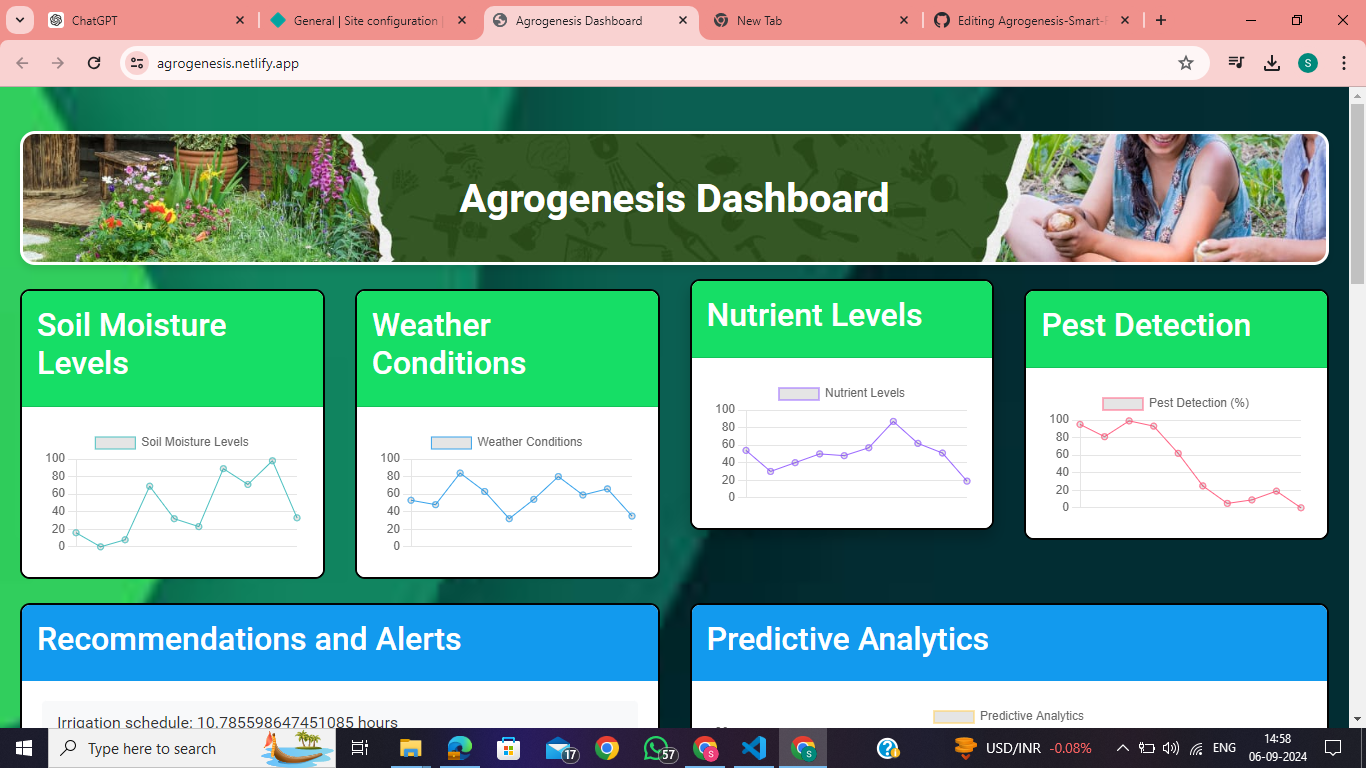 ChatGPT
General | Site configuration |
Agrogenesis Dashboard
New Tab
Editing Agrogenesis-Smart-
agrogenesis.netlify.app
S
Agrogenesis Dashboard
Soil Moisture
Levels
Soil Moisture Levels
100
80
60
40
20
0
Weather
Conditions
Weather Conditions
100
80
60
40
20
0
Nutrient Levels
Nutrient Levels
100
80
60
40
20
0
Pest Detection
Pest Detection (%)
100
80
60
40
20
0
Recommendations and Alerts
Irrigation schedule: 10.785598647451085 hours
Predictive Analytics
Predictive Analytics
Type here to search
17
57
S
S
USD/INR -0.08%
ENG
14:58
06-09-2024